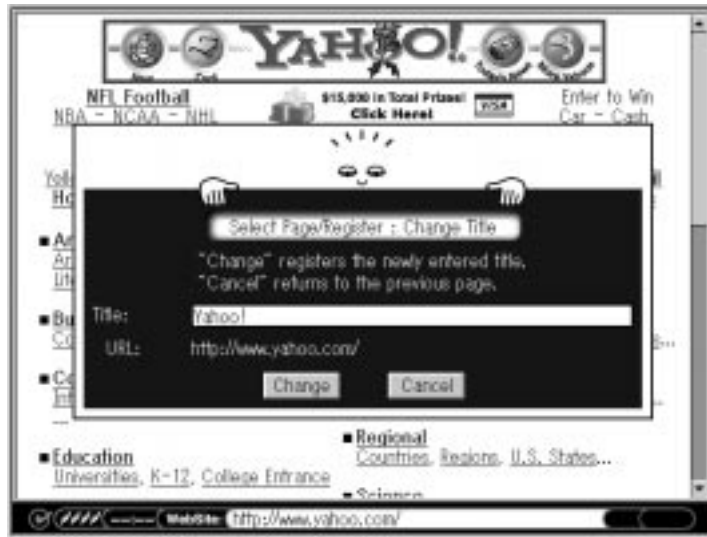 YAHOO!
NFL Football
NBA - NCAA - NHL
$15,000 in Total Prizes!
Click Here!
VISA
Enter to Win
Car - Cash
Select Page/Register : Change Title
"Change" registers the newly entered title.
"Cancel" returns to the previous page.
Title: Yahoo!
URL: http://www.yahoo.com/
Change Cancel
■ Education
Universities, K-12, College Entrance
■ Regional
Countries, Regions, U.S. States...
■ Science
WebSite: http://www.yahoo.com/